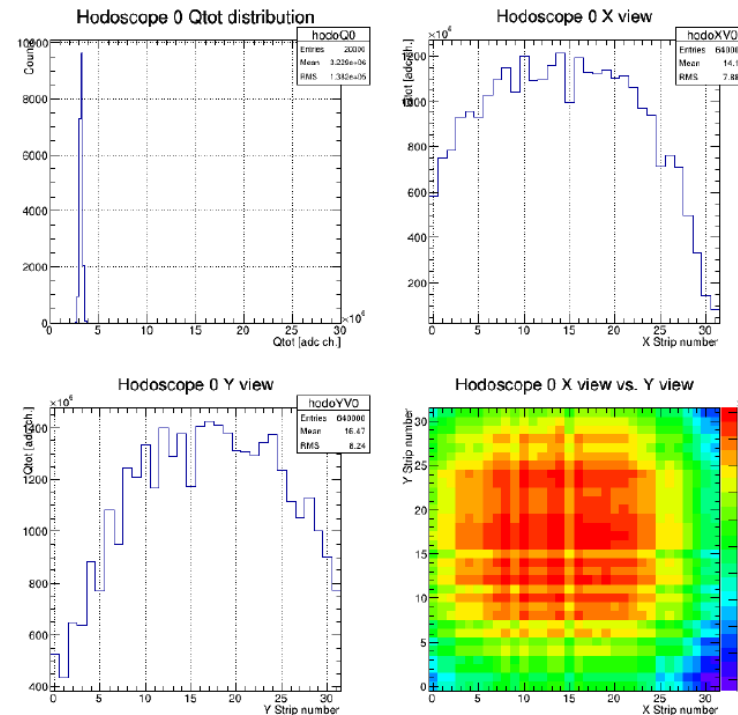 Hodoscope 0 Qtot distribution
hodoQ0
Entries 20000
Mean 3.229e+06
RMS 1.382e+05
Counts
10000
8000
6000
4000
2000
0
0 5 10 15 20 25 30
×10⁶
Qtot [adc ch.]
Hodoscope 0 X view
hodoXV0
Entries 640000
Mean 14.1
RMS 7.88
×10⁶
Qtot [adc ch.]
1200
1000
800
600
400
200
0 5 10 15 20 25 30
X Strip number
Hodoscope 0 Y view
hodoYV0
Entries 640000
Mean 16.47
RMS 8.24
×10⁶
Qtot [adc ch.]
1400
1200
1000
800
600
400
0 5 10 15 20 25 30
Y Strip number
Hodoscope 0 X view vs. Y view
Y Strip number
30
25
20
15
10
5
0
0 5 10 15 20 25 30
X Strip number